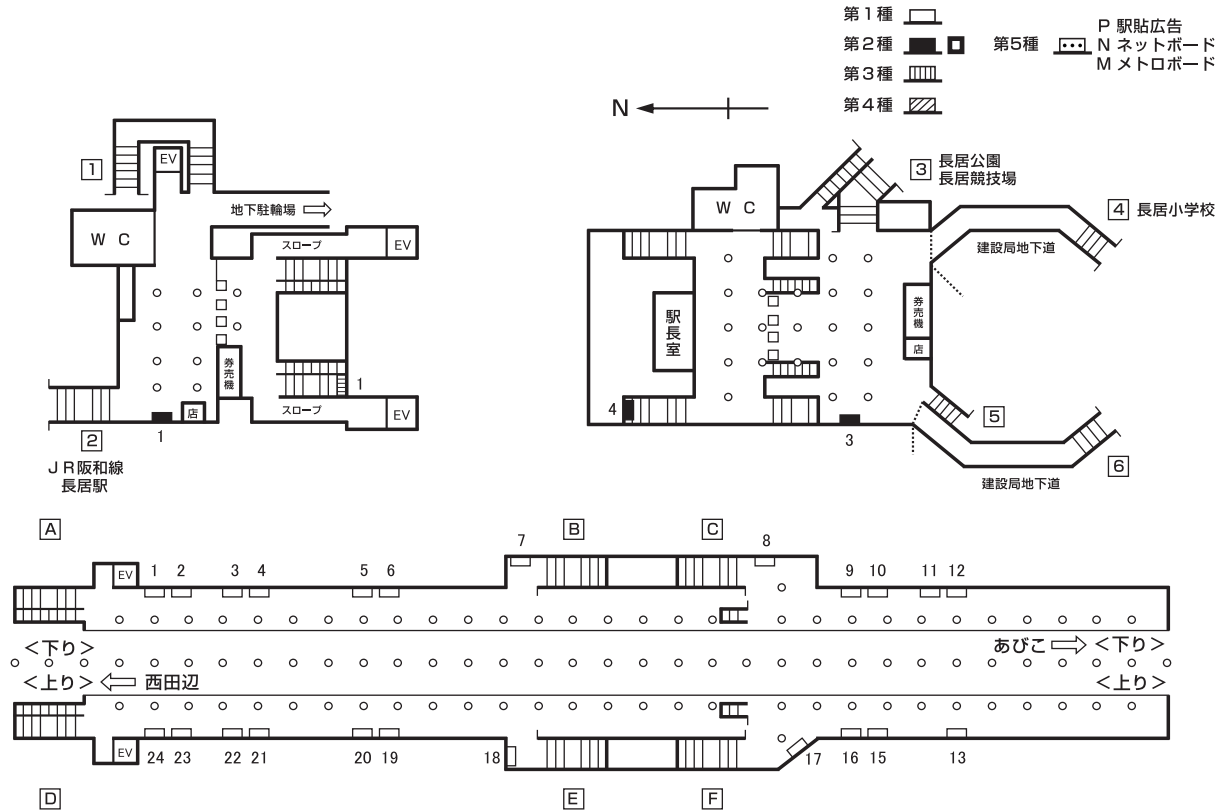 第１種
第２種
第３種
第４種
第５種
P 駅貼広告
N ネットボード
M メトロボード
N
1
EV
地下駐輪場
WC
スロープ
EV
券売機
1
店
スロープ
EV
1
2
ＪＲ阪和線
長居駅
3 長居公園
長居競技場
WC
4 長居小学校
建設局地下道
駅長室
券売機
店
4
3
5
6
建設局地下道
A
B
C
7
8
EV
1 2 3 4 5 6
9 10 11 12
＜下り＞
あびこ ＜下り＞
＜上り＞ 西田辺
＜上り＞
EV
24 23 22 21 20 19 18
17 16 15 13
D
E
F